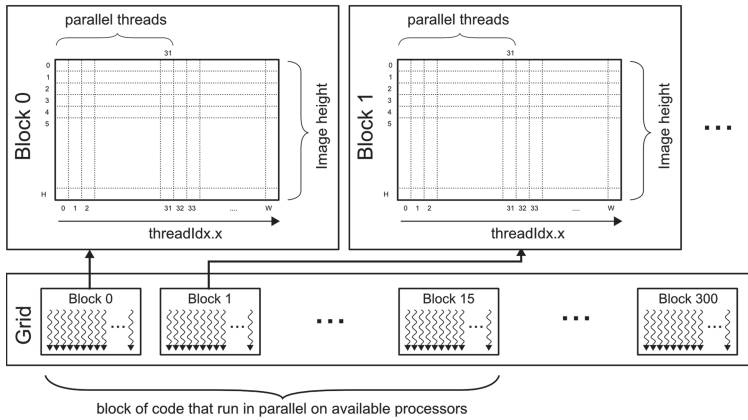 parallel threads
31
Block 0
0
1
2
3
4
5
H
Image height
0 1 2 31 32 33 .... W
threadIdx.x
parallel threads
31
Block 1
0
1
2
3
4
5
H
Image height
0 1 2 31 32 33 .... W
threadIdx.x
...
Grid
Block 0
...
Block 1
...
...
Block 15
...
...
Block 300
...
block of code that run in parallel on available processors